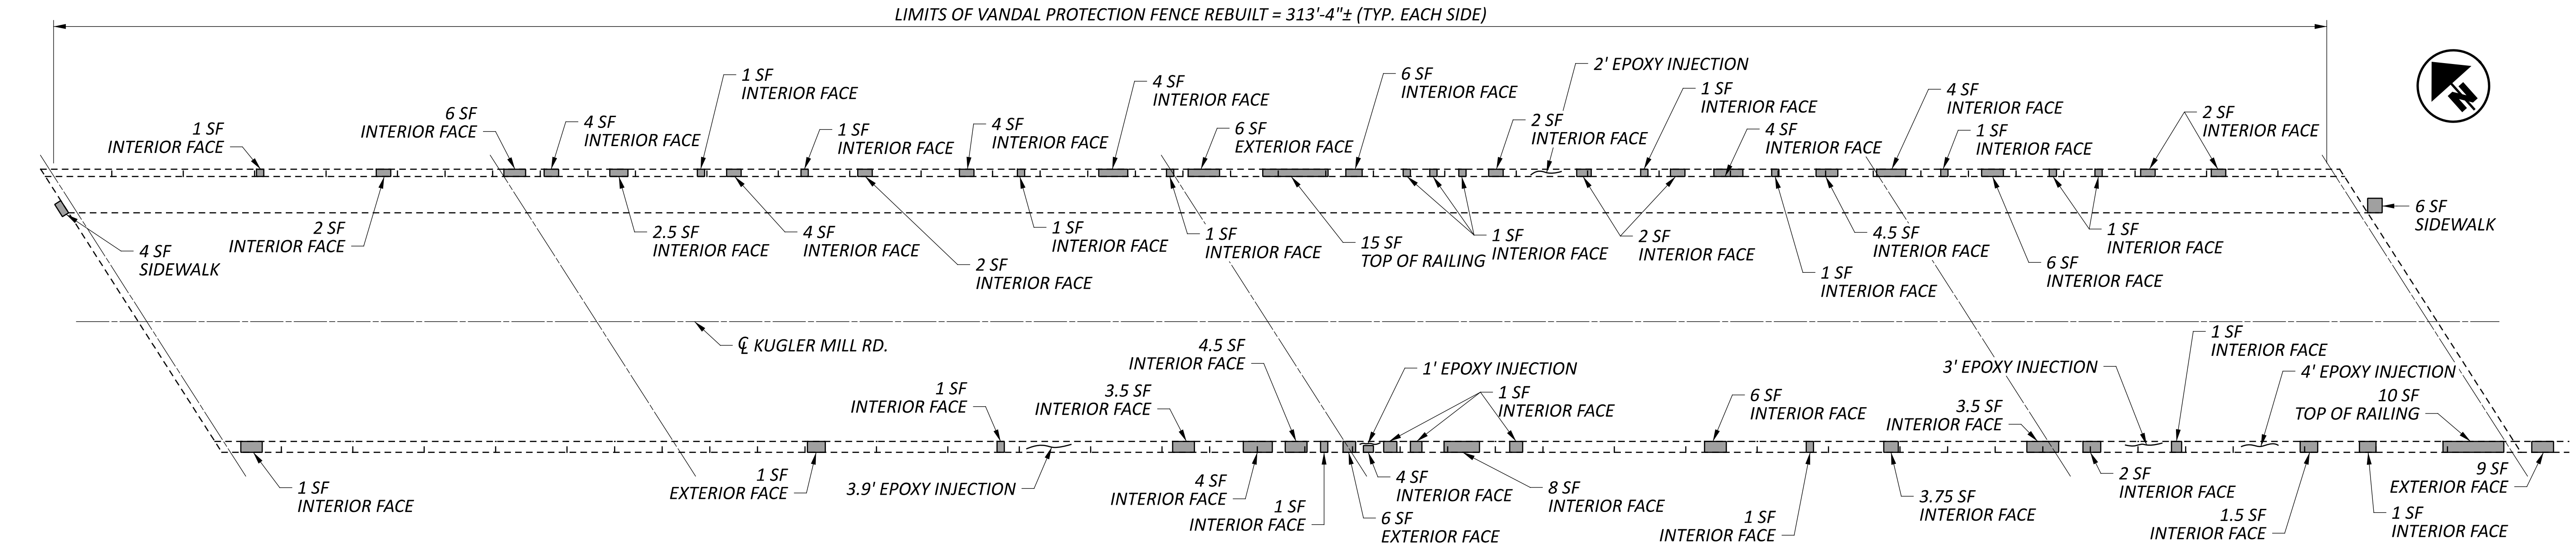 LIMITS OF VANDAL PROTECTION FENCE REBUILT = 313'-4"± (TYP. EACH SIDE)
N
1 SF
INTERIOR FACE
6 SF
INTERIOR FACE
4 SF
INTERIOR FACE
1 SF
INTERIOR FACE
1 SF
INTERIOR FACE
4 SF
INTERIOR FACE
4 SF
INTERIOR FACE
6 SF
EXTERIOR FACE
6 SF
INTERIOR FACE
2 SF
INTERIOR FACE
2' EPOXY INJECTION
1 SF
INTERIOR FACE
4 SF
INTERIOR FACE
4 SF
INTERIOR FACE
1 SF
INTERIOR FACE
2 SF
INTERIOR FACE
4 SF
SIDEWALK
2 SF
INTERIOR FACE
2.5 SF
INTERIOR FACE
4 SF
INTERIOR FACE
2 SF
INTERIOR FACE
1 SF
INTERIOR FACE
1 SF
INTERIOR FACE
15 SF
TOP OF RAILING
1 SF
INTERIOR FACE
2 SF
INTERIOR FACE
1 SF
INTERIOR FACE
4.5 SF
INTERIOR FACE
6 SF
INTERIOR FACE
1 SF
INTERIOR FACE
6 SF
SIDEWALK
℄ KUGLER MILL RD.
1 SF
INTERIOR FACE
3.5 SF
INTERIOR FACE
4.5 SF
INTERIOR FACE
1' EPOXY INJECTION
1 SF
INTERIOR FACE
6 SF
INTERIOR FACE
3.5 SF
INTERIOR FACE
3' EPOXY INJECTION
1 SF
INTERIOR FACE
4' EPOXY INJECTION
10 SF
TOP OF RAILING
1 SF
INTERIOR FACE
1 SF
EXTERIOR FACE
3.9' EPOXY INJECTION
4 SF
INTERIOR FACE
1 SF
INTERIOR FACE
6 SF
EXTERIOR FACE
4 SF
INTERIOR FACE
8 SF
INTERIOR FACE
1 SF
INTERIOR FACE
3.75 SF
INTERIOR FACE
2 SF
INTERIOR FACE
1.5 SF
INTERIOR FACE
1 SF
INTERIOR FACE
9 SF
EXTERIOR FACE